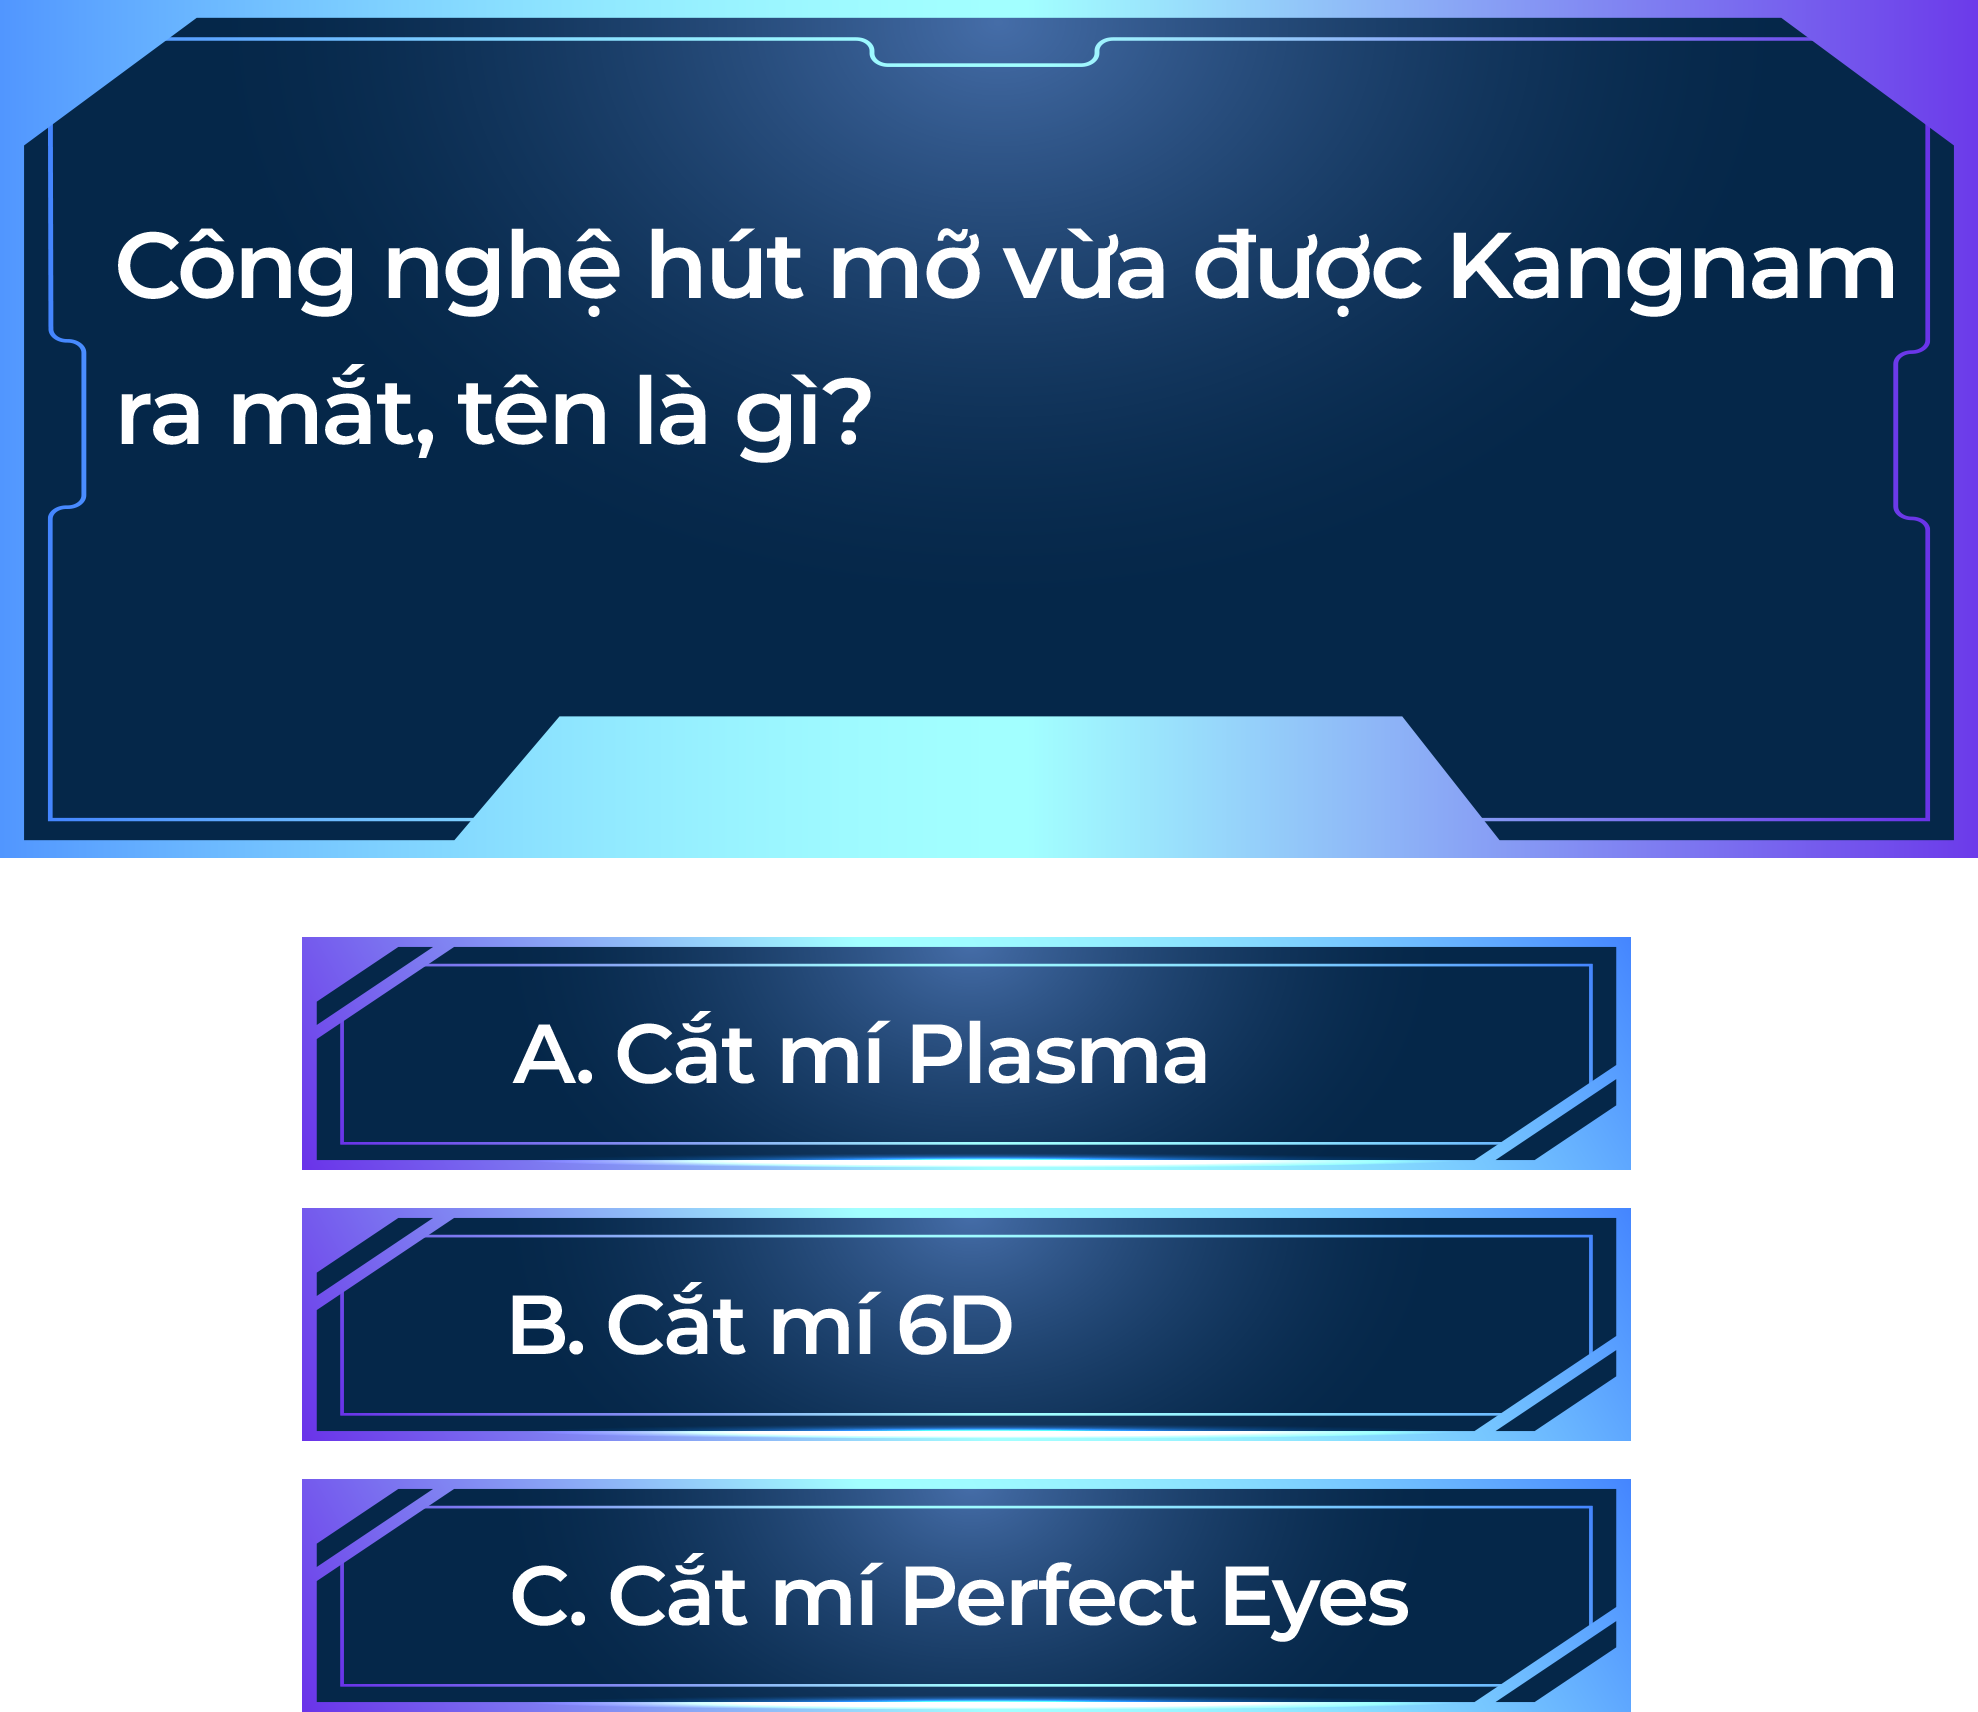 Công nghệ hút mỡ vừa được Kangnam
ra mắt, tên là gì?
A. Cắt mí Plasma
B. Cắt mí 6D
C. Cắt mí Perfect Eyes